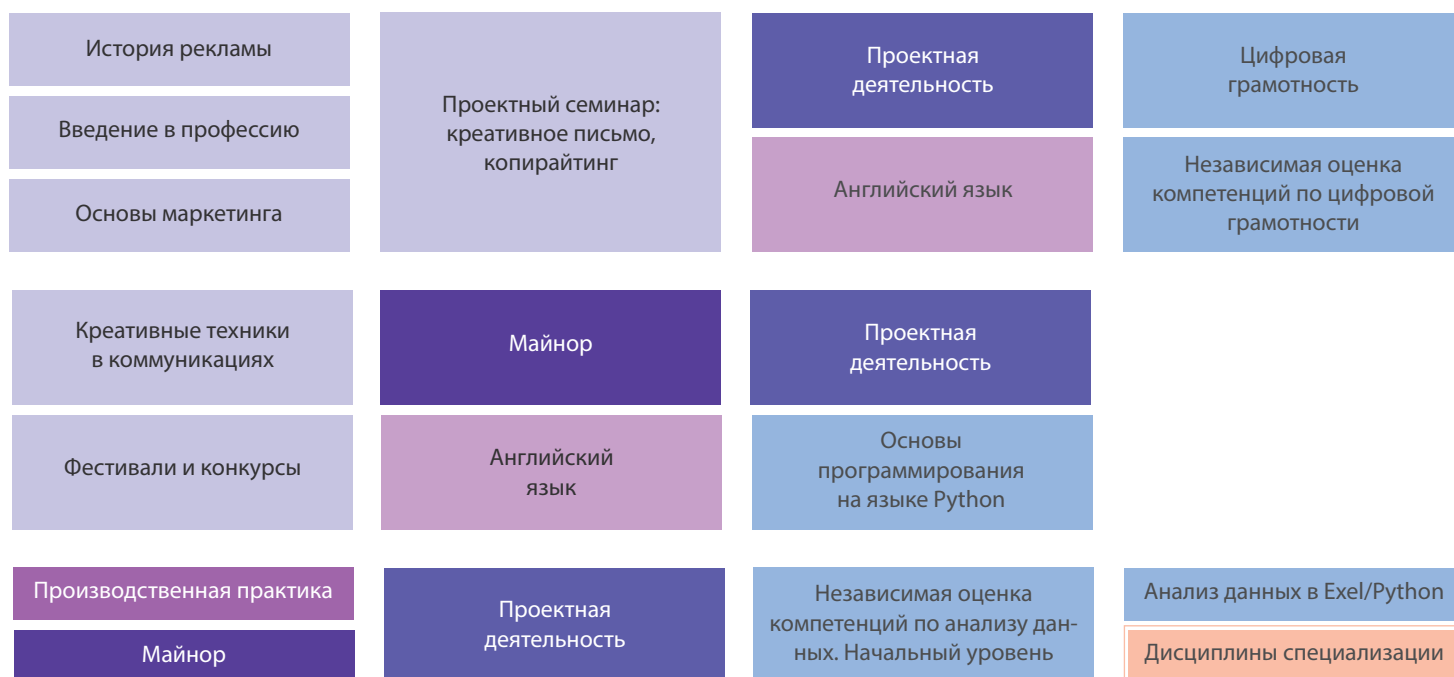 История рекламы
Введение в профессию
Основы маркетинга
Проектный семинар:
креативное письмо,
копирайтинг
Проектная
деятельность
Английский язык
Цифровая
грамотность
Независимая оценка
компетенций по цифровой
грамотности
Креативные техники
в коммуникациях
Фестивали и конкурсы
Майнор
Английский
язык
Проектная
деятельность
Основы
программирования
на языке Python
Производственная практика
Майнор
Проектная
деятельность
Независимая оценка
компетенций по анализу дан-
ных. Начальный уровень
Анализ данных в Exel/Python
Дисциплины специализации